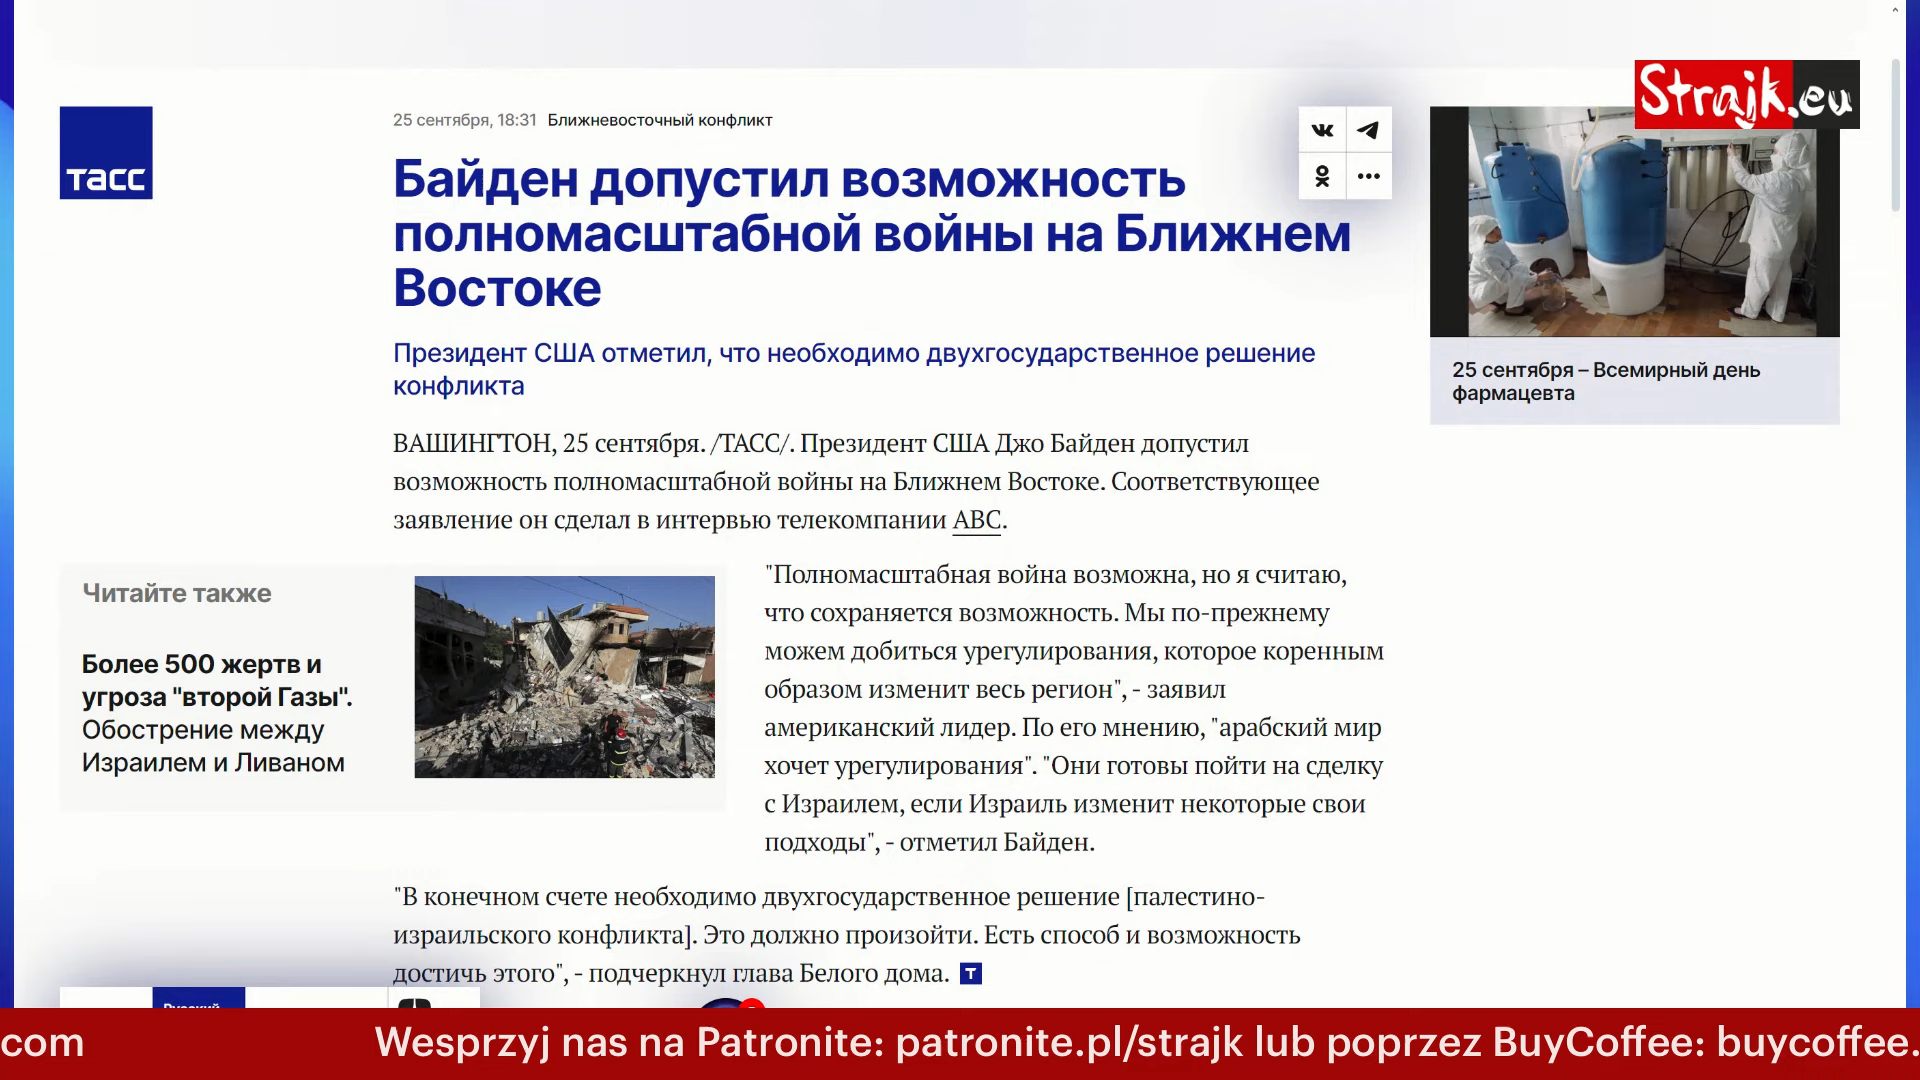 Strajk.eu
тасс
25 сентября, 18:31 Ближневосточный конфликт
Байден допустил возможность
полномасштабной войны на Ближнем
Востоке
Президент США отметил, что необходимо двухгосударственное решение
конфликта
ВАШИНГТОН, 25 сентября. /ТАСС/. Президент США Джо Байден допустил
возможность полномасштабной войны на Ближнем Востоке. Соответствующее
заявление он сделал в интервью телекомпании ABC.
25 сентября – Всемирный день
фармацевта
Читайте также
Более 500 жертв и
угроза "второй Газы".
Обострение между
Израилем и Ливаном
"Полномасштабная война возможна, но я считаю,
что сохраняется возможность. Мы по-прежнему
можем добиться урегулирования, которое коренным
образом изменит весь регион", - заявил
американский лидер. По его мнению, "арабский мир
хочет урегулирования". "Они готовы пойти на сделку
с Израилем, если Израиль изменит некоторые свои
подходы", - отметил Байден.
"В конечном счете необходимо двухгосударственное решение [палестино-
израильского конфликта]. Это должно произойти. Есть способ и возможность
достичь этого", - подчеркнул глава Белого дома. Т
com Wesprzyj nas na Patronite: patronite.pl/strajk lub poprzez BuyCoffee: buycoffee.